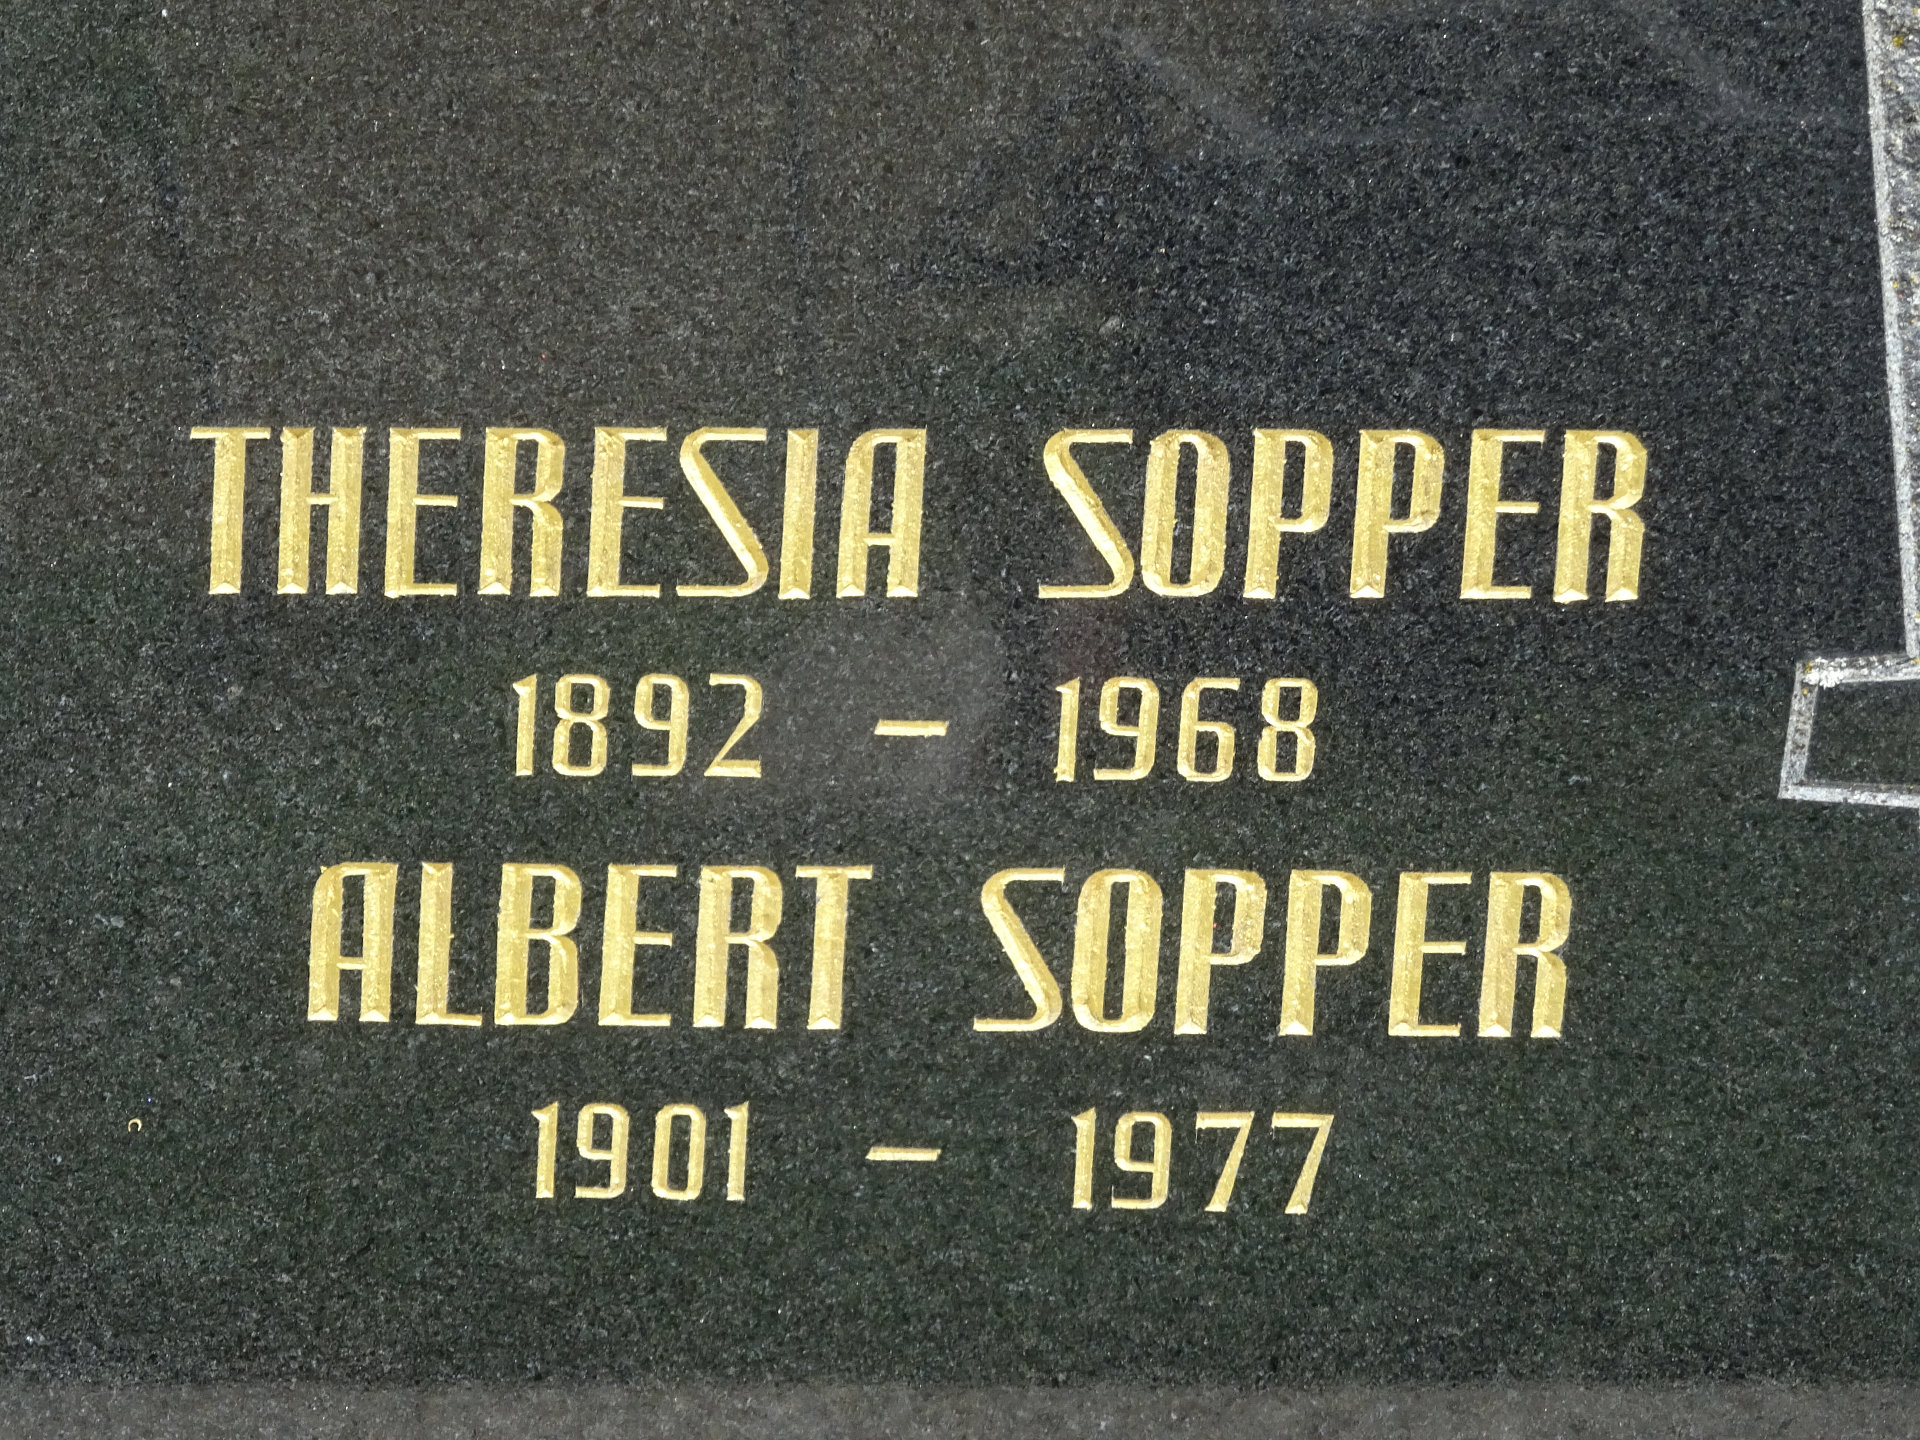 THERESIA SOPPER
1892 – 1968
ALBERT SOPPER
1901 – 1977